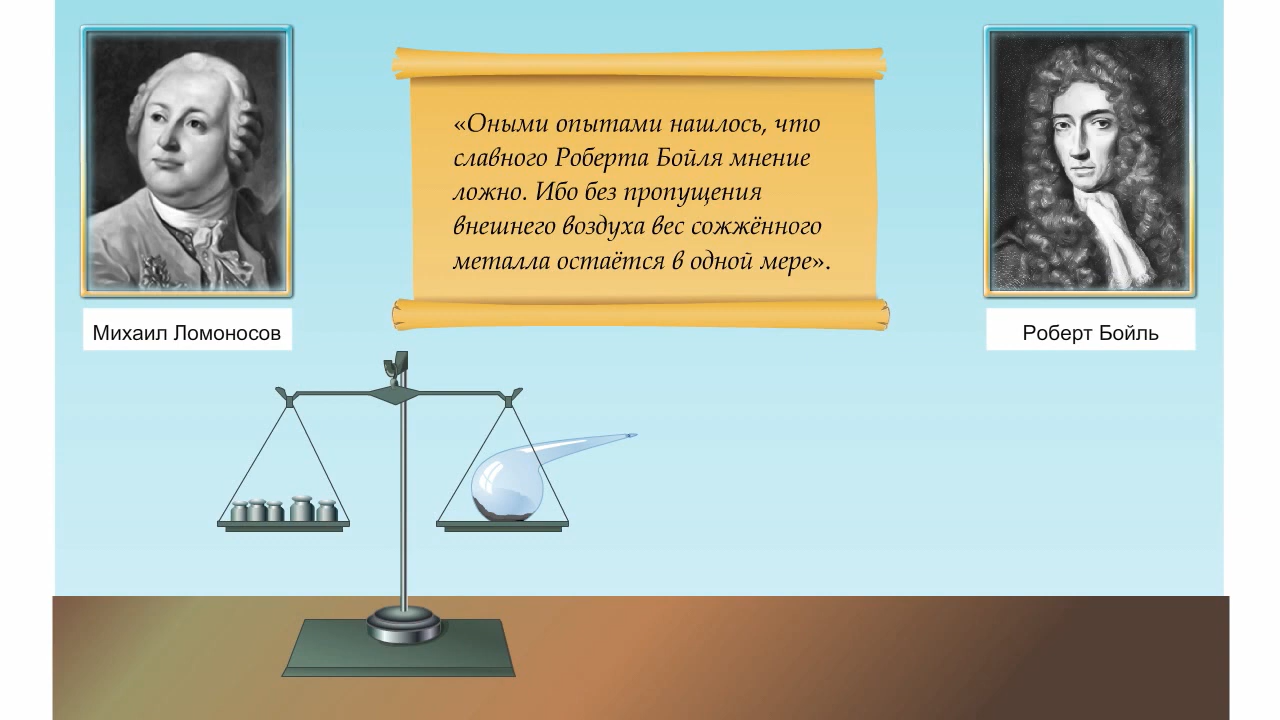 «Оными опытами нашлось, что
славного Роберта Бойля мнение
ложно. Ибо без пропущения
внешнего воздуха вес сожжённого
металла остаётся в одной мере».
Михаил Ломоносов
Роберт Бойль